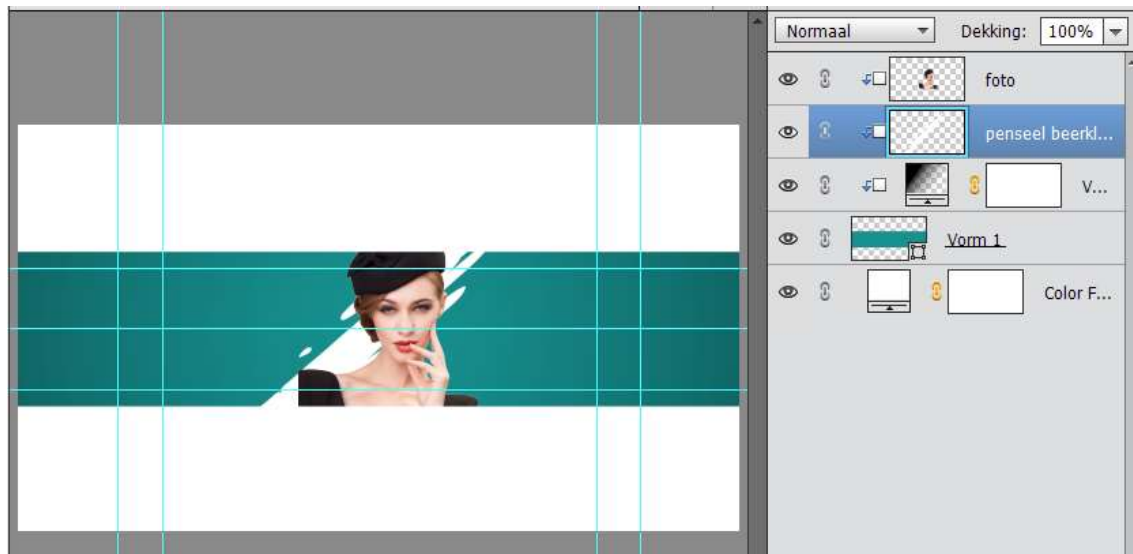 Normaal Dekking: 100%
foto
penseel beerkl...
V...
Vorm 1
Color F...